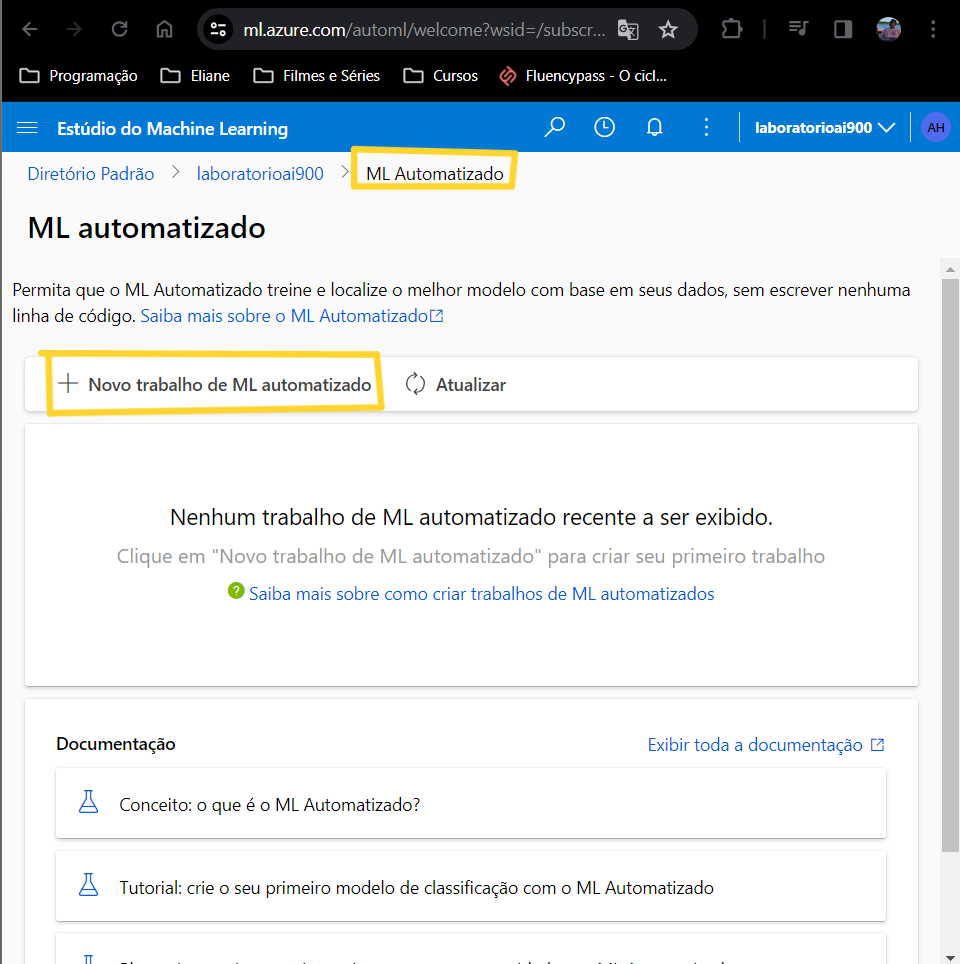 ml.azure.com/automl/welcome?wsid=/subscr...
Programação Eliane Filmes e Séries Cursos Fluencypass - O cicl...
Estúdio do Machine Learning laboratorioai900 AH
Diretório Padrão > laboratorioai900 > ML Automatizado
ML automatizado
Permita que o ML Automatizado treine e localize o melhor modelo com base em seus dados, sem escrever nenhuma
linha de código. Saiba mais sobre o ML Automatizado
+ Novo trabalho de ML automatizado Atualizar
Nenhum trabalho de ML automatizado recente a ser exibido.
Clique em "Novo trabalho de ML automatizado" para criar seu primeiro trabalho
? Saiba mais sobre como criar trabalhos de ML automatizados
Documentação Exibir toda a documentação
Conceito: o que é o ML Automatizado?
Tutorial: crie o seu primeiro modelo de classificação com o ML Automatizado